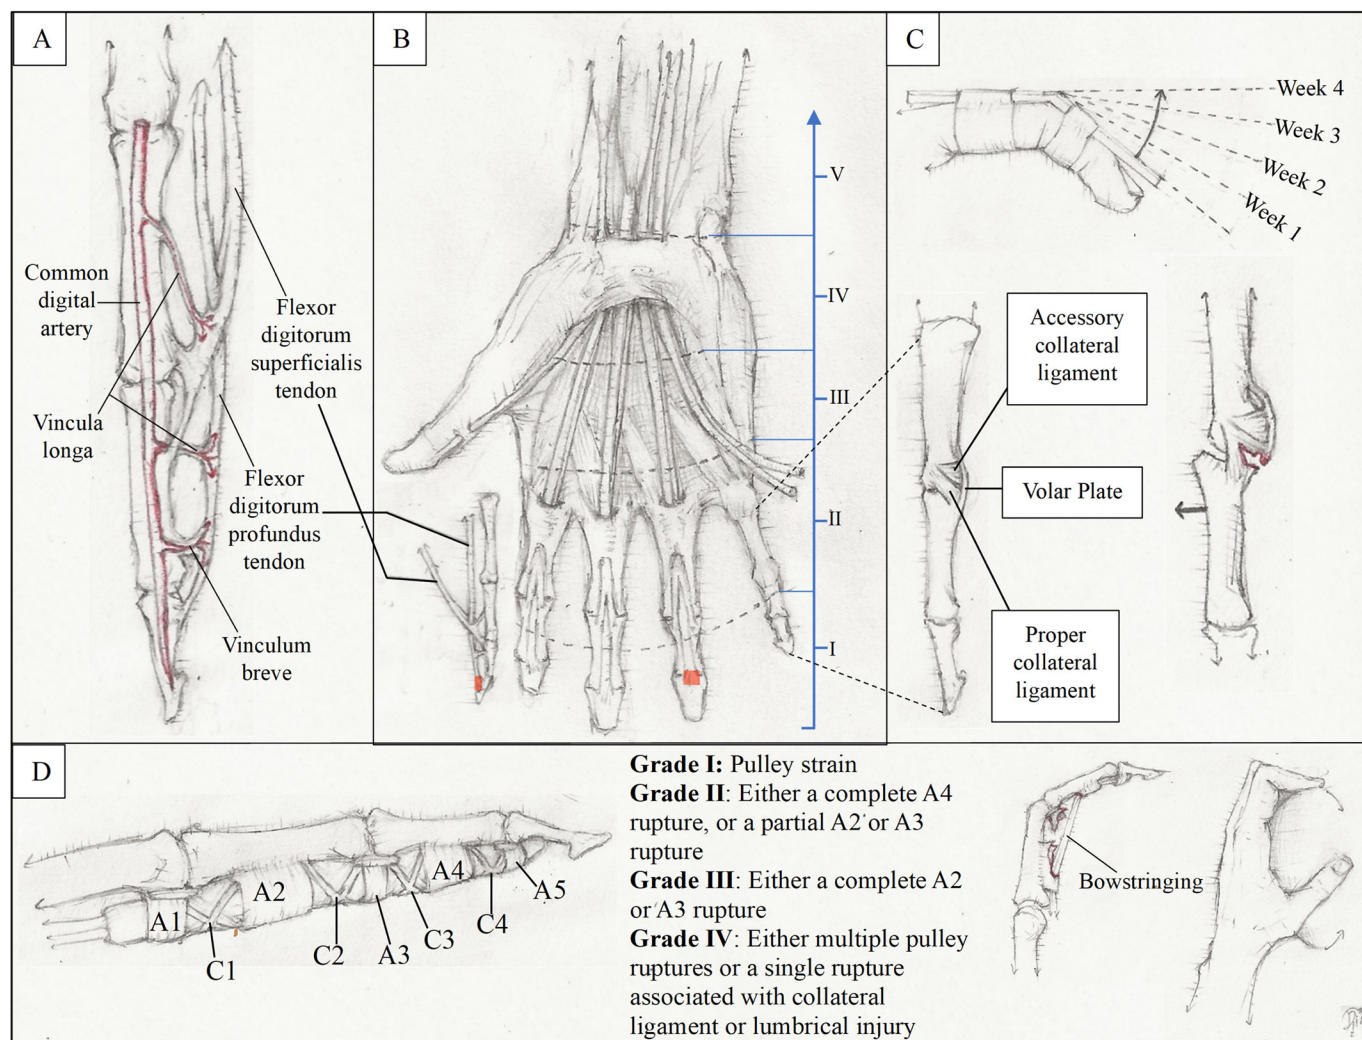 A
Common
digital
artery
Vincula
longa
Flexor
digitorum
superficialis
tendon
Flexor
digitorum
profundus
tendon
Vinculum
breve
B
V
IV
III
II
I
C
Week 4
Week 3
Week 2
Week 1
Accessory
collateral
ligament
Volar Plate
Proper
collateral
ligament
D
A1
C1
A2
C2
A3
C3
A4
C4
A5
Grade I: Pulley strain
Grade II: Either a complete A4
rupture, or a partial A2 or A3
rupture
Grade III: Either a complete A2
or A3 rupture
Grade IV: Either multiple pulley
ruptures or a single rupture
associated with collateral
ligament or lumbrical injury
Bowstringing